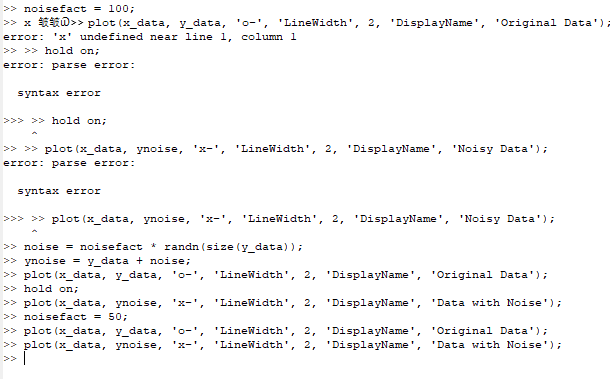 >> noisefact = 100;
>> x 皱皱Ѡ>> plot(x_data, y_data, 'o-', 'LineWidth', 2, 'DisplayName', 'Original Data');
error: 'x' undefined near line 1, column 1
>> >> hold on;
error: parse error:
syntax error
>>> >> hold on;
^
>> >> plot(x_data, ynoise, 'x-', 'LineWidth', 2, 'DisplayName', 'Noisy Data');
error: parse error:
syntax error
>>> >> plot(x_data, ynoise, 'x-', 'LineWidth', 2, 'DisplayName', 'Noisy Data');
^
>> noise = noisefact * randn(size(y_data));
>> ynoise = y_data + noise;
>> plot(x_data, y_data, 'o-', 'LineWidth', 2, 'DisplayName', 'Original Data');
>> hold on;
>> plot(x_data, ynoise, 'x-', 'LineWidth', 2, 'DisplayName', 'Data with Noise');
>> noisefact = 50;
>> plot(x_data, y_data, 'o-', 'LineWidth', 2, 'DisplayName', 'Original Data');
>> plot(x_data, ynoise, 'x-', 'LineWidth', 2, 'DisplayName', 'Data with Noise');
>>